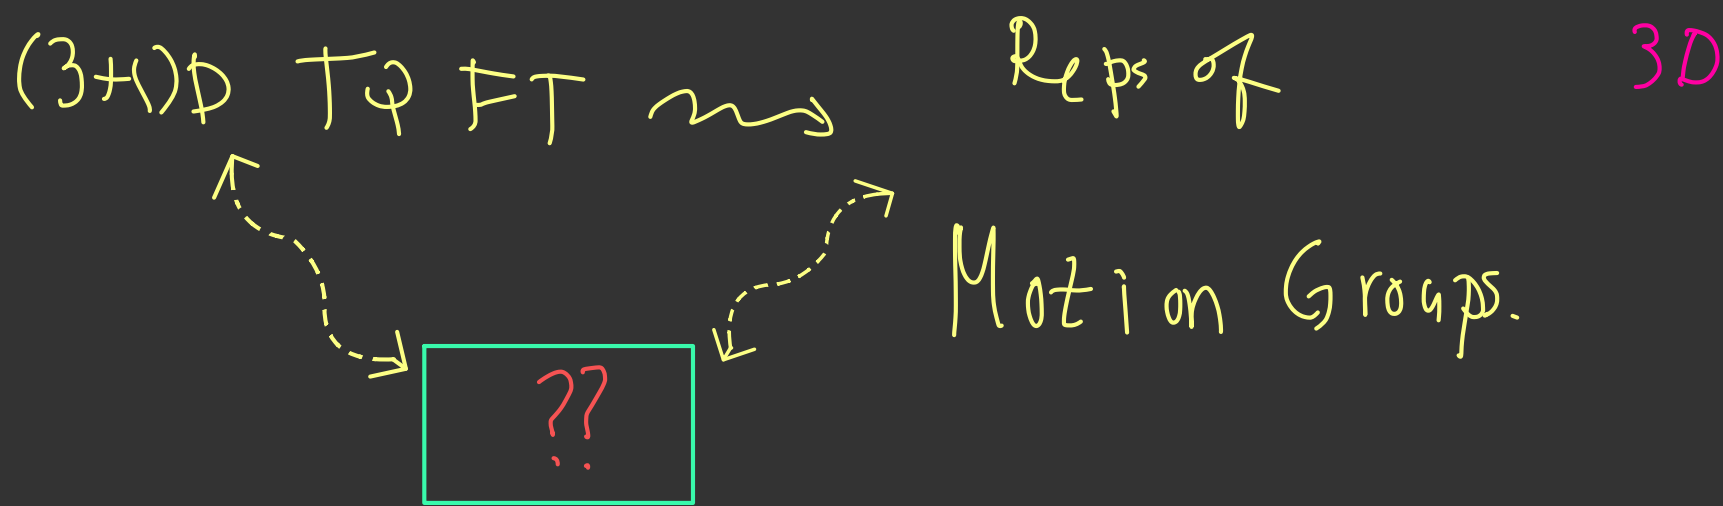 (3+1)D TQFT Reps of 3D
Motion Groups.
??